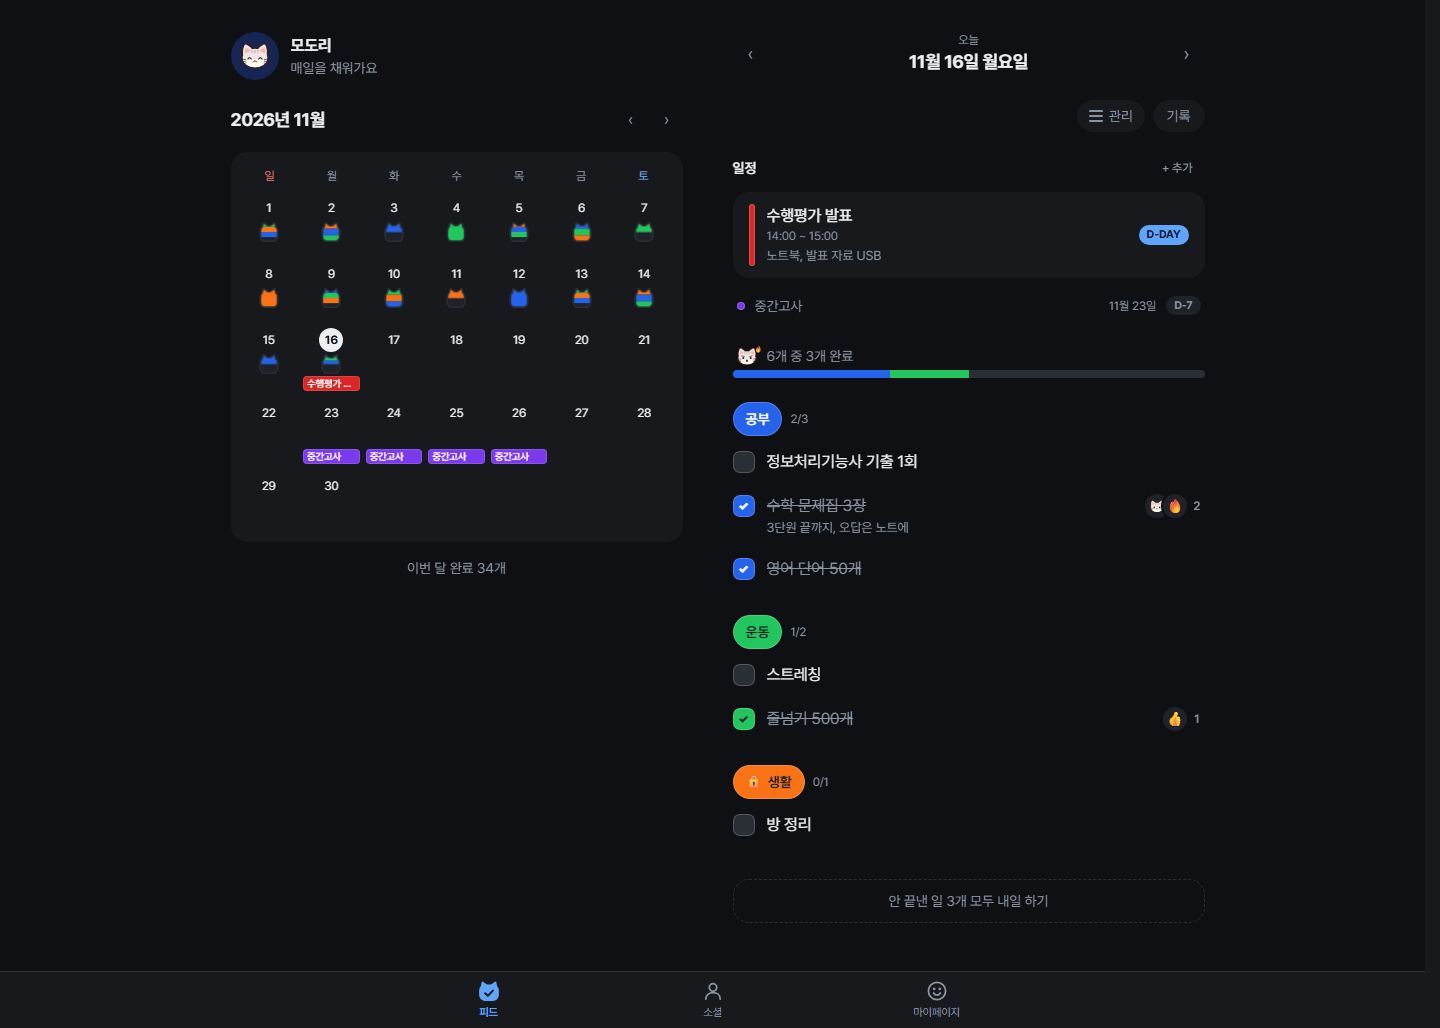 모도리
매일을 채워가요
2026년 11월
일 월 화 수 목 금 토
1 2 3 4 5 6 7
8 9 10 11 12 13 14
15 16 17 18 19 20 21
수행평가 ...
22 23 24 25 26 27 28
중간고사 중간고사 중간고사 중간고사
29 30
이번 달 완료 34개
오늘
11월 16일 월요일
관리 기록
일정 + 추가
수행평가 발표
14:00 ~ 15:00
노트북, 발표 자료 USB
D-DAY
중간고사 11월 23일 D-7
6개 중 3개 완료
공부 2/3
정보처리기능사 기출 1회
수학 문제집 3장 2
3단원 끝까지, 오답은 노트에
영어 단어 50개
운동 1/2
스트레칭
줄넘기 500개 1
생활 0/1
방 정리
안 끝낸 일 3개 모두 내일 하기
피드 소셜 마이페이지